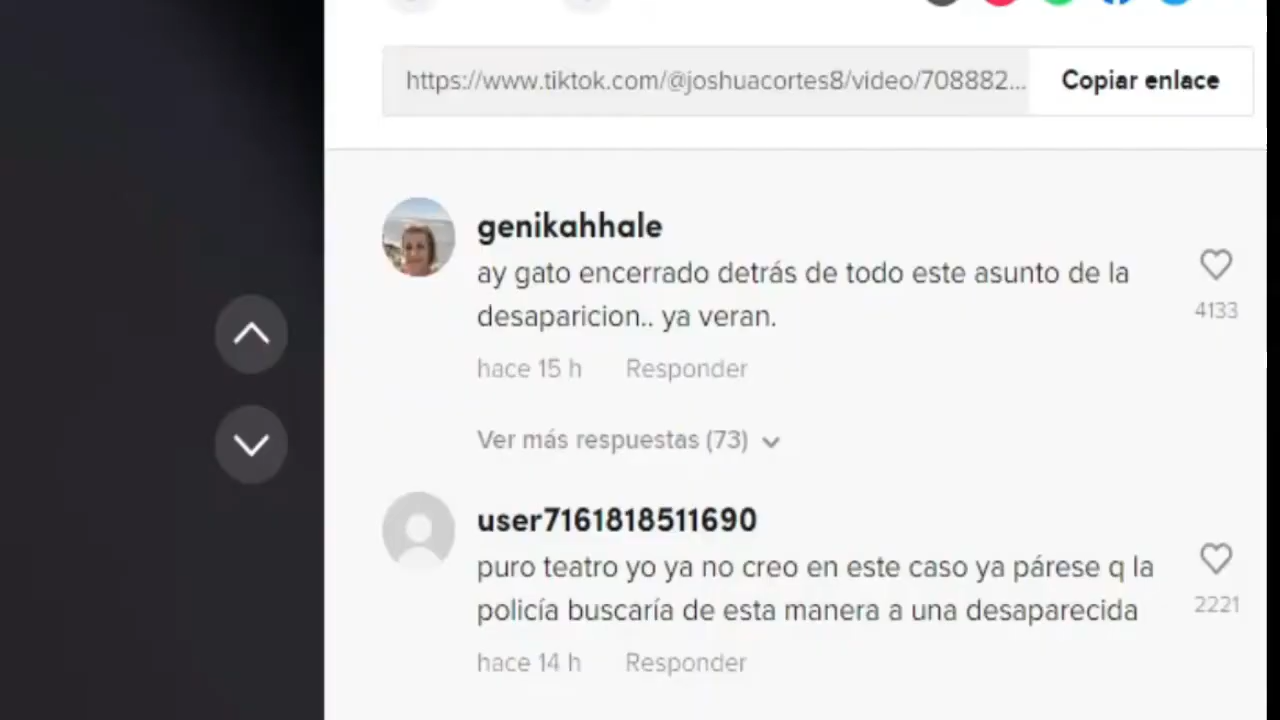 https://www.tiktok.com/@joshuacortes8/video/708882...
Copiar enlace
genikahhale
ay gato encerrado detrás de todo este asunto de la
desaparicion.. ya veran.
4133
hace 15 h Responder
Ver más respuestas (73)
user7161818511690
puro teatro yo ya no creo en este caso ya párese q la
policía buscaría de esta manera a una desaparecida
2221
hace 14 h Responder